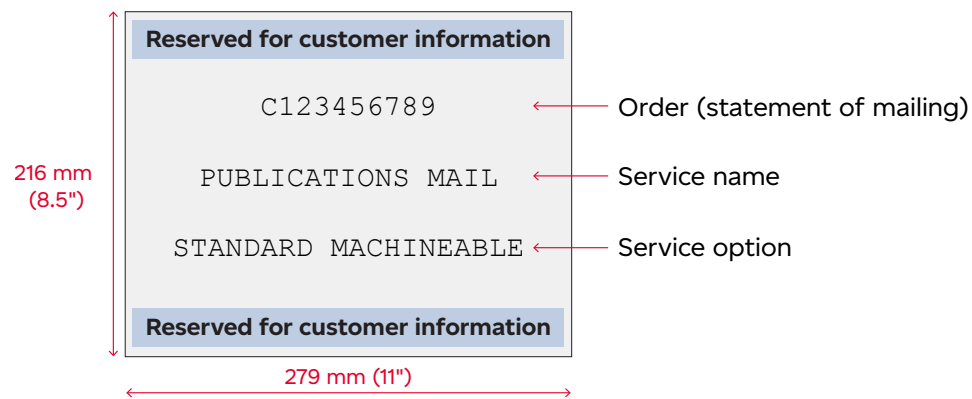 Reserved for customer information
C123456789
Order (statement of mailing)
216 mm
(8.5")
PUBLICATIONS MAIL
Service name
STANDARD MACHINEABLE
Service option
Reserved for customer information
279 mm (11")